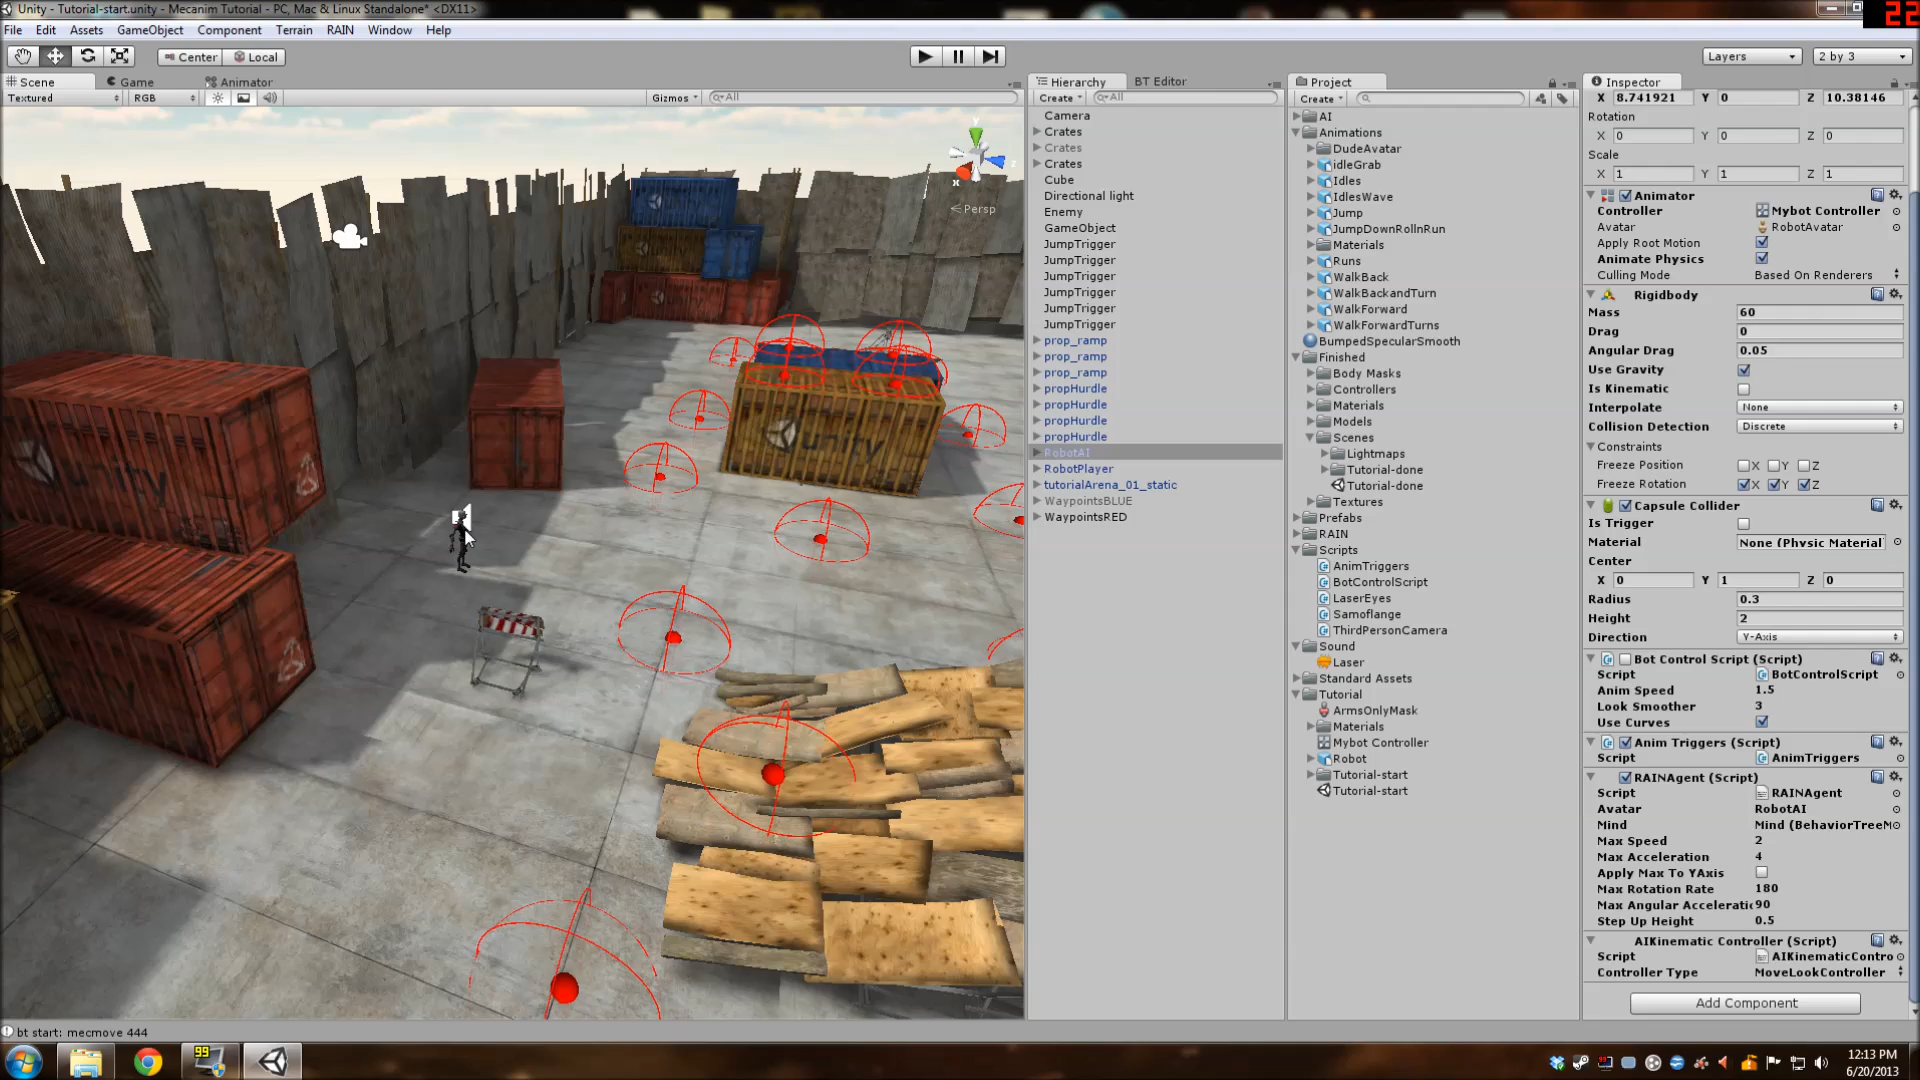 Unity - Tutorial-start.unity - Mecanim Tutorial - PC, Mac & Linux Standalone* <DX11>
22
File Edit Assets GameObject Component Terrain RAIN Window Help
Center Local
Layers
2 by 3
Scene Game Animator
Textured RGB Gizmos All
Persp
y
x
z
unity
unity
unity
Hierarchy BT Editor
Create All
Camera
Crates
Crates
Crates
Cube
Directional light
Enemy
GameObject
JumpTrigger
JumpTrigger
JumpTrigger
JumpTrigger
JumpTrigger
JumpTrigger
prop_ramp
prop_ramp
prop_ramp
propHurdle
propHurdle
propHurdle
propHurdle
RobotAI
RobotPlayer
tutorialArena_01_static
WaypointsBLUE
WaypointsRED
Project
Create
AI
Animations
DudeAvatar
idleGrab
Idles
IdlesWave
Jump
JumpDownRollnRun
Materials
Runs
WalkBack
WalkBackandTurn
WalkForward
WalkForwardTurns
BumpedSpecularSmooth
Finished
Body Masks
Controllers
Materials
Models
Scenes
Lightmaps
Tutorial-done
Tutorial-done
Textures
Prefabs
RAIN
Scripts
AnimTriggers
BotControlScript
LaserEyes
Samoflange
ThirdPersonCamera
Sound
Laser
Standard Assets
Tutorial
ArmsOnlyMask
Materials
Mybot Controller
Robot
Tutorial-start
Tutorial-start
Inspector
X 8.741921 Y 0 Z 10.38146
Rotation
X 0 Y 0 Z 0
Scale
X 1 Y 1 Z 1
Animator
Controller Mybot Controller
Avatar RobotAvatar
Apply Root Motion
Animate Physics
Culling Mode Based On Renderers
Rigidbody
Mass 60
Drag 0
Angular Drag 0.05
Use Gravity
Is Kinematic
Interpolate None
Collision Detection Discrete
Constraints
Freeze Position X Y Z
Freeze Rotation X Y Z
Capsule Collider
Is Trigger
Material None (Physic Material
Center
X 0 Y 1 Z 0
Radius 0.3
Height 2
Direction Y-Axis
Bot Control Script (Script)
Script BotControlScript
Anim Speed 1.5
Look Smoother 3
Use Curves
Anim Triggers (Script)
Script AnimTriggers
RAINAgent (Script)
Script RAINAgent
Avatar RobotAI
Mind Mind (BehaviorTreeM
Max Speed 2
Max Acceleration 4
Apply Max To YAxis
Max Rotation Rate 180
Max Angular Acceleratic 90
Step Up Height 0.5
AIKinematic Controller (Script)
Script AIKinematicContro
Controller Type MoveLookController
Add Component
bt start: mecmove 444
99
12:13 PM
6/20/2013